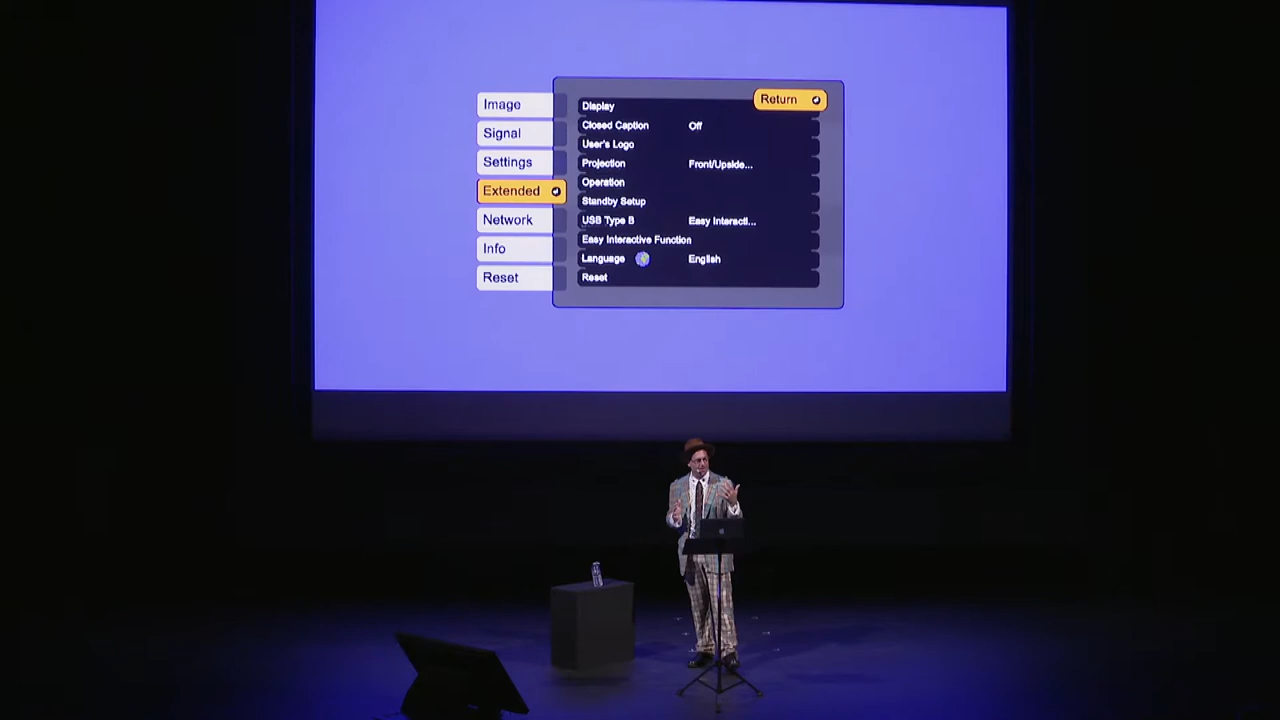 Image
Signal
Settings
Extended
Network
Info
Reset
Return
Display
Closed Caption Off
User's Logo
Projection Front/Upside...
Operation
Standby Setup
USB Type B Easy Interacti...
Easy Interactive Function
Language English
Reset